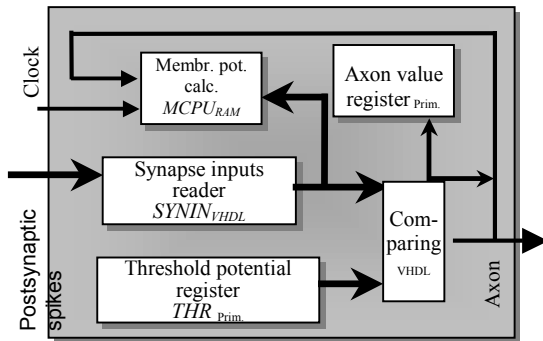 Clock
Membr. pot.
calc.
MCPU_RAM
Axon value
register Prim.
Synapse inputs
reader
SYNIN_VHDL
Com-
paring
VHDL
Threshold potential
register
THR Prim.
Postsynaptic
spikes
Axon